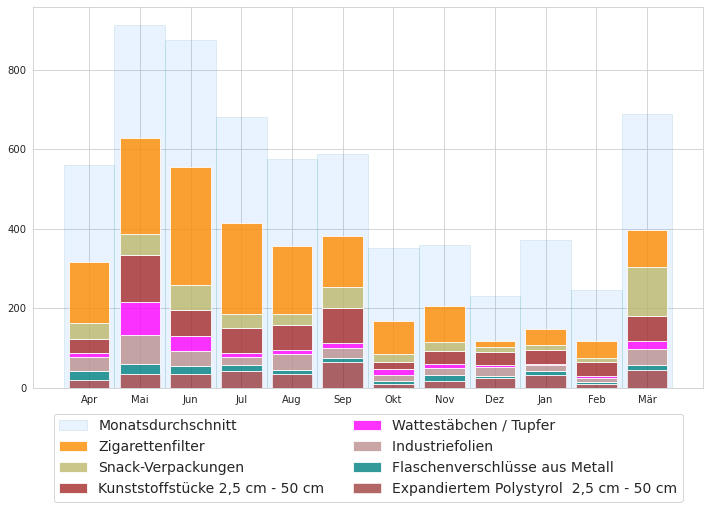 800
600
400
200
0
Apr Mai Jun Jul Aug Sep Okt Nov Dez Jan Feb Mär
Monatsdurchschnitt
Zigarettenfilter
Snack-Verpackungen
Kunststoffstücke 2,5 cm - 50 cm
Wattestäbchen / Tupfer
Industriefolien
Flaschenverschlüsse aus Metall
Expandiertem Polystyrol 2,5 cm - 50 cm